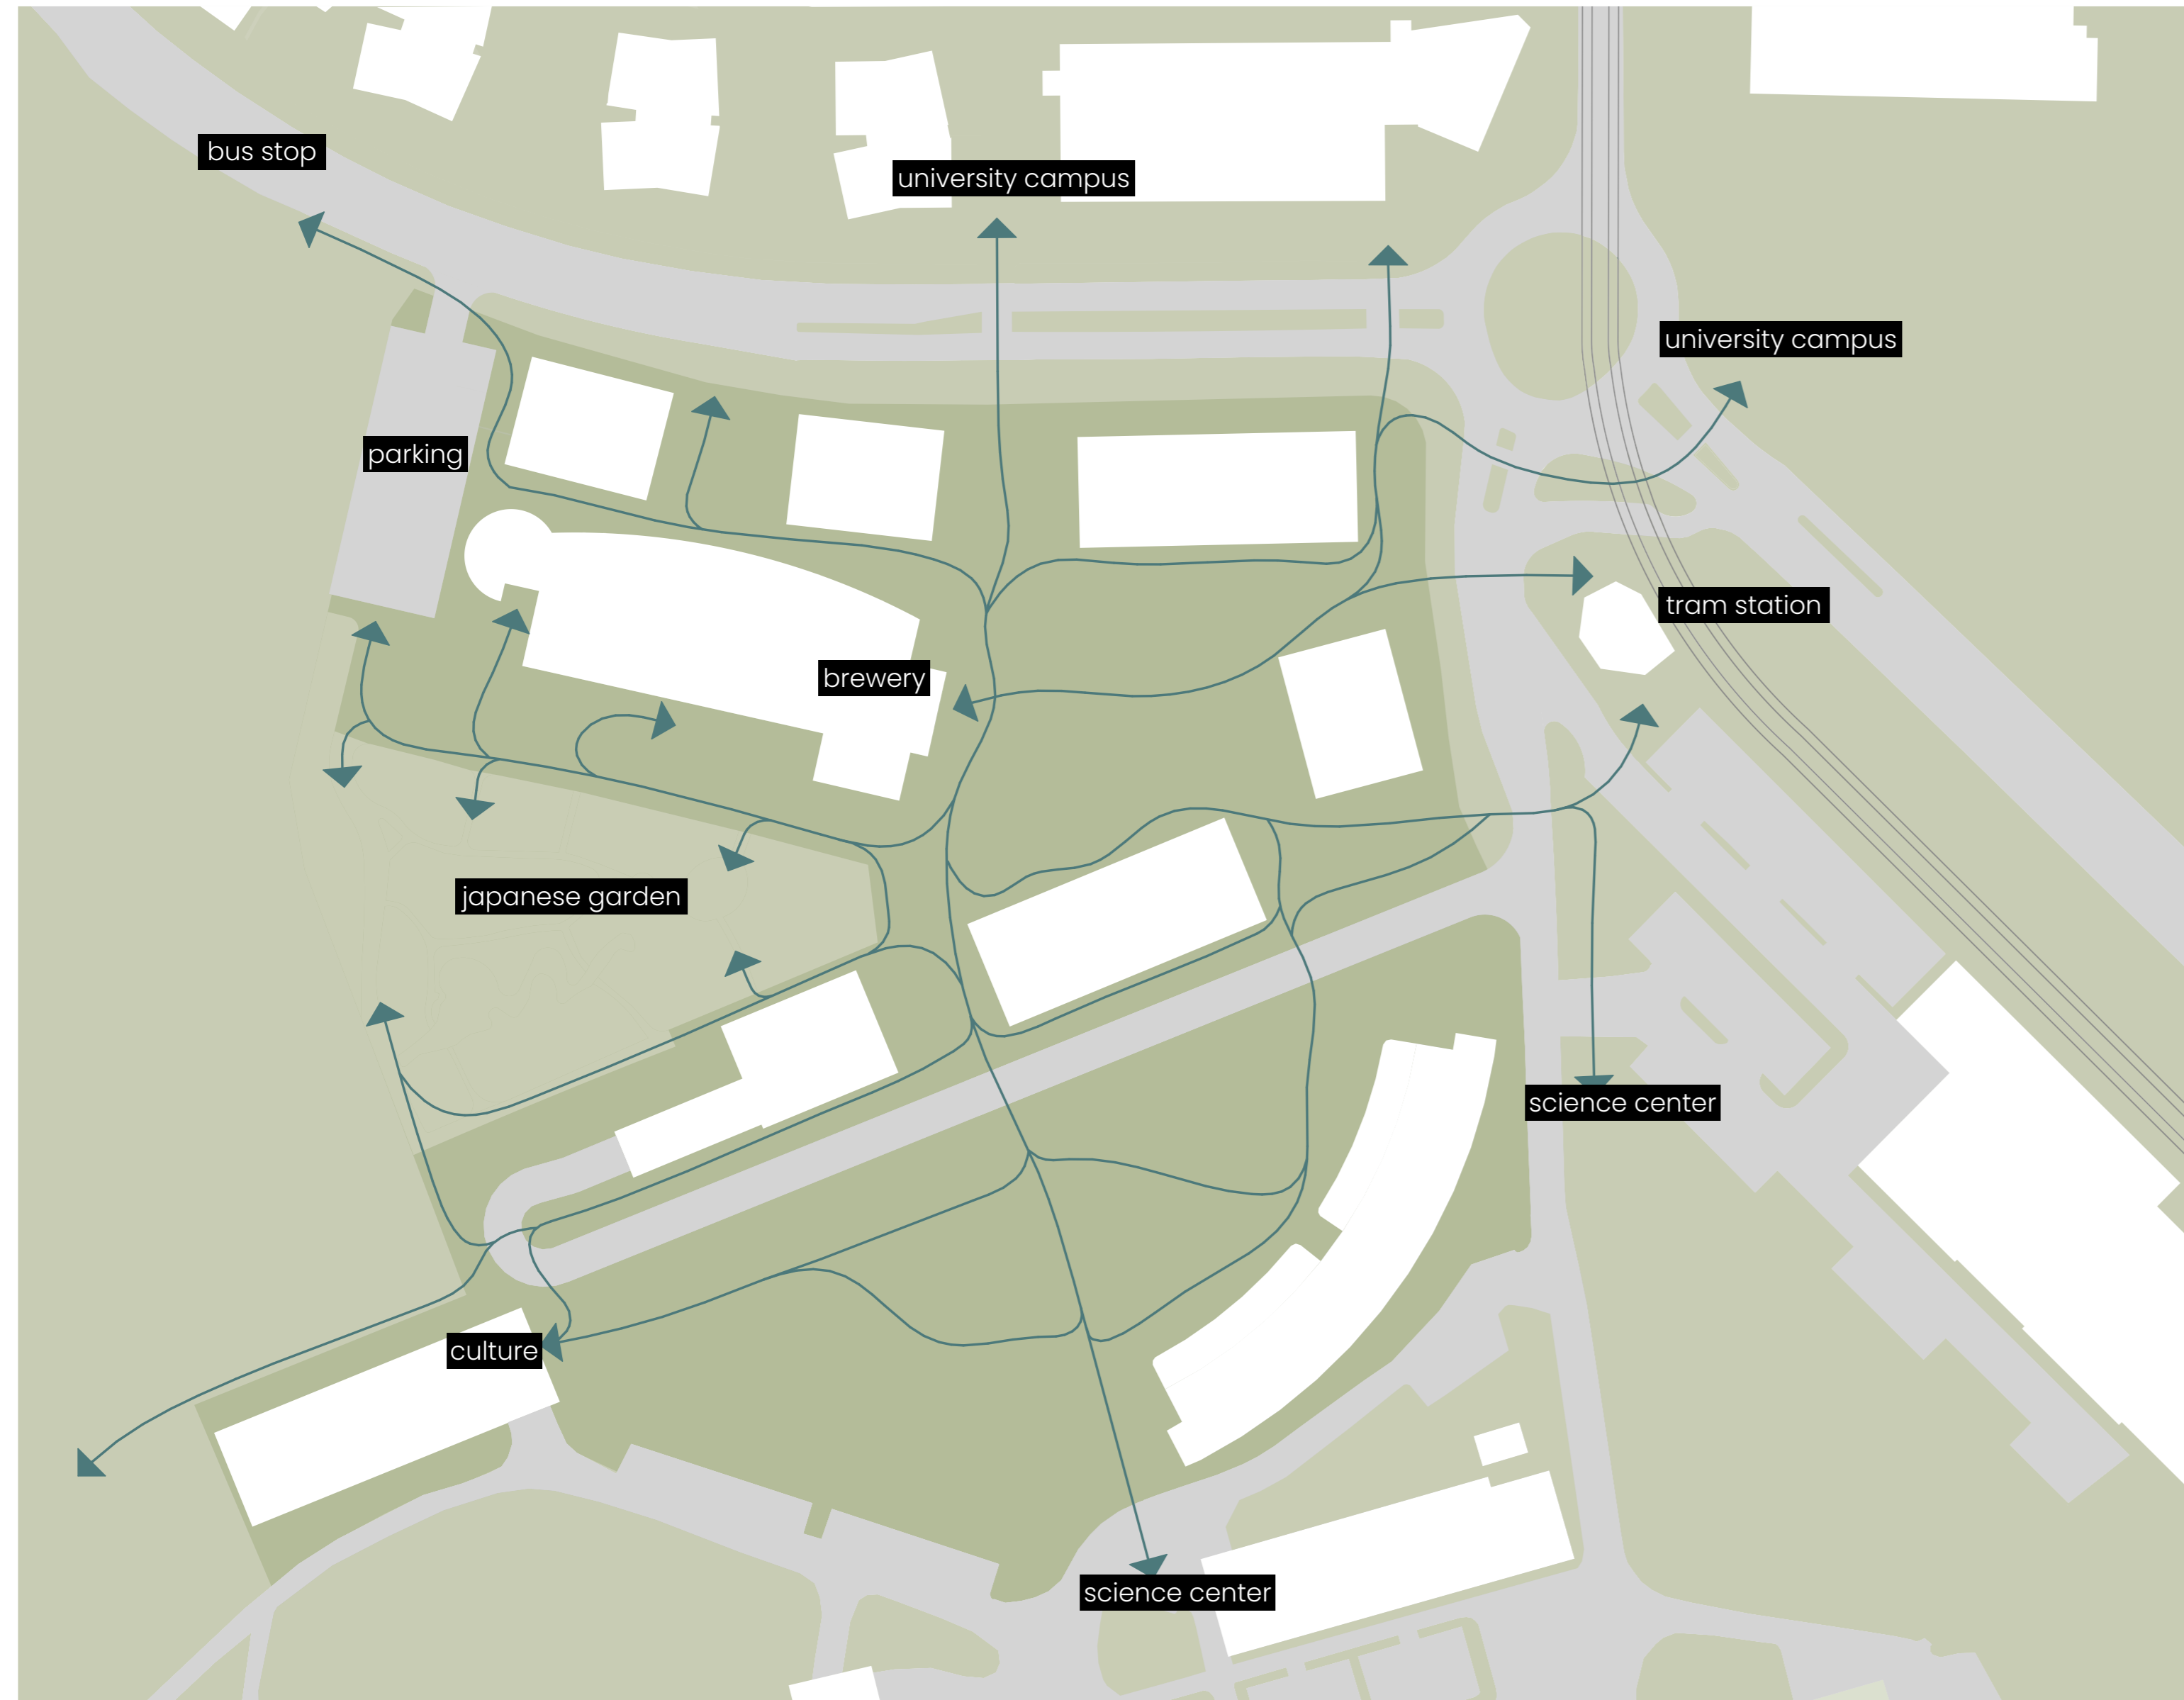 bus stop
university campus
university campus
parking
tram station
brewery
japanese garden
science center
culture
science center